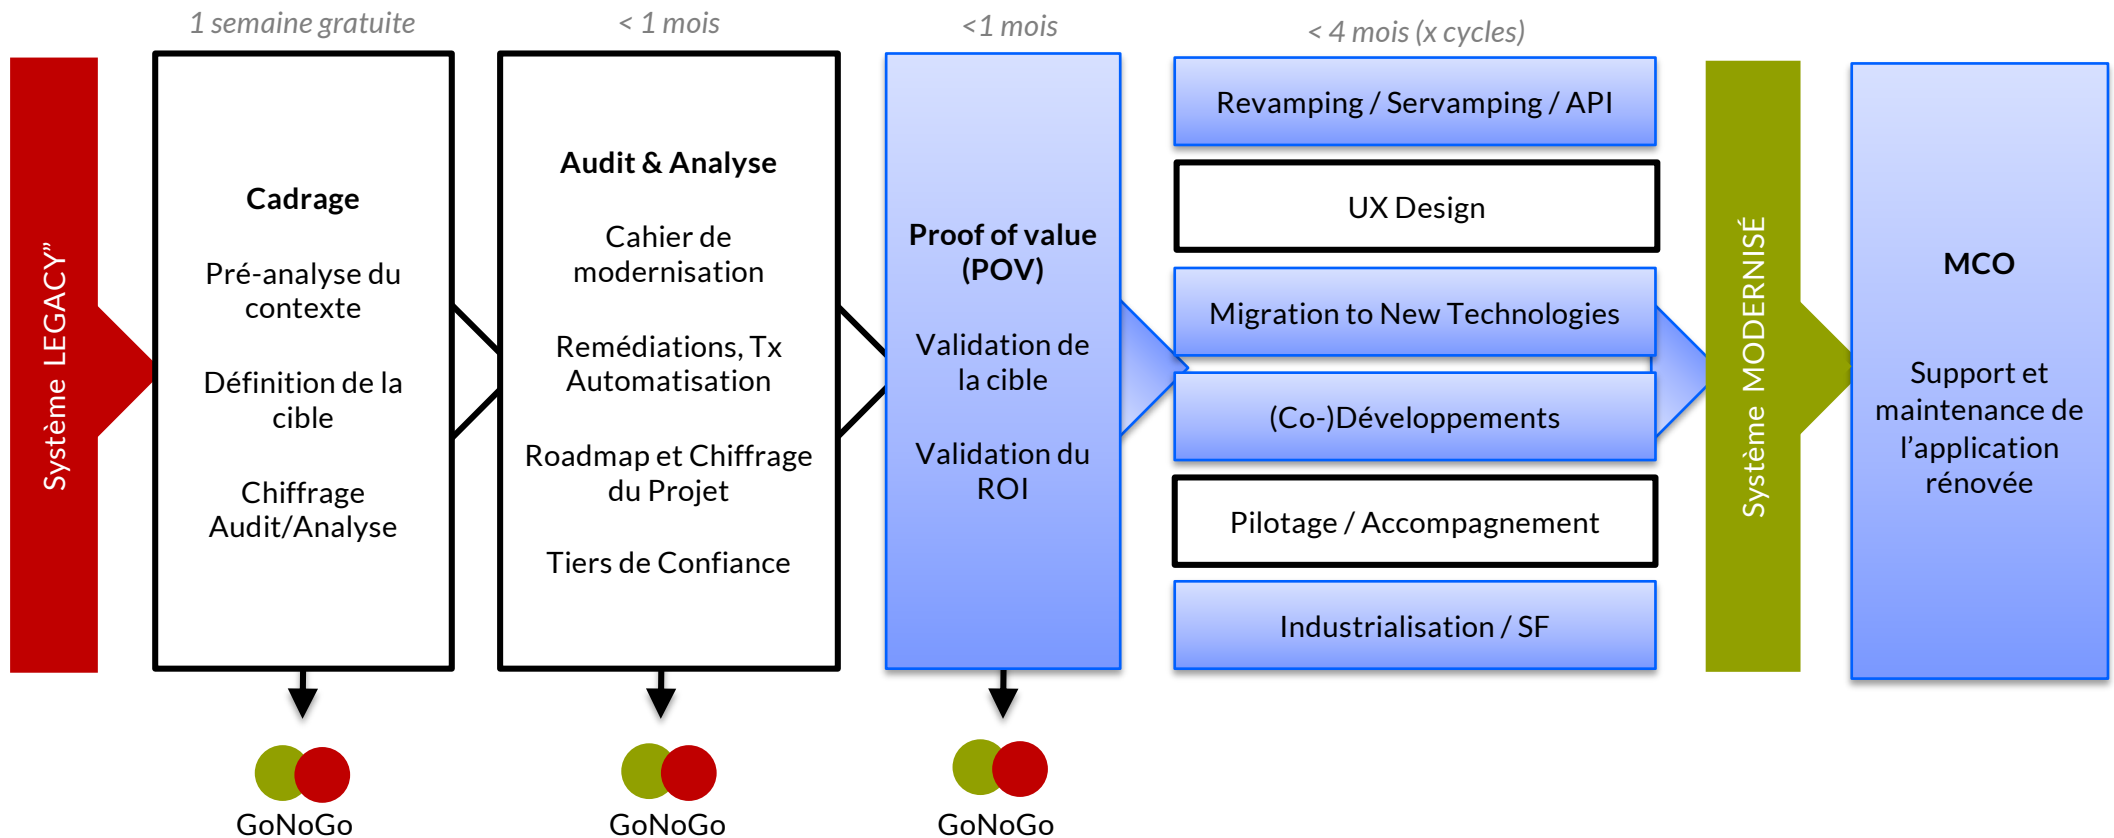 1 semaine gratuite
< 1 mois
<1 mois
< 4 mois (x cycles)
Système LEGACY”
Cadrage
Pré-analyse du
contexte
Définition de la
cible
Chiffrage
Audit/Analyse
Audit & Analyse
Cahier de
modernisation
Remédiations, Tx
Automatisation
Roadmap et Chiffrage
du Projet
Tiers de Confiance
Proof of value
(POV)
Validation de
la cible
Validation du
ROI
Revamping / Servamping / API
UX Design
Migration to New Technologies
(Co-)Développements
Pilotage / Accompagnement
Industrialisation / SF
Système MODERNISÉ
MCO
Support et
maintenance de
l’application
rénovée
GoNoGo
GoNoGo
GoNoGo